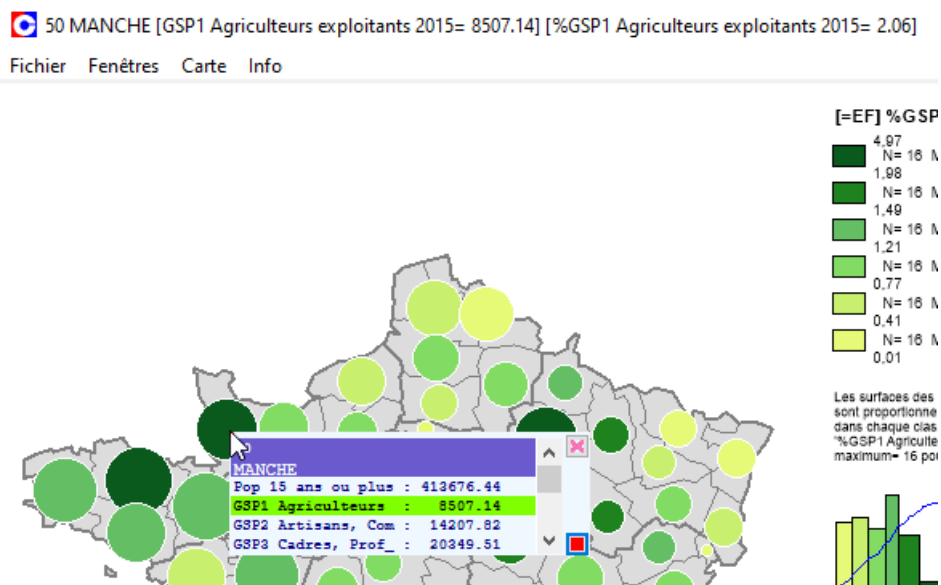 50 MANCHE [GSP1 Agriculteurs exploitants 2015= 8507.14] [%GSP1 Agriculteurs exploitants 2015= 2.06]
Fichier Fenêtres Carte Info
[=EF] %GSP
4,97
N= 16 M
1,98
N= 16 M
1,49
N= 16 M
1,21
N= 16 M
0,77
N= 16 M
0,41
N= 16 M
0,01
Les surfaces des
sont proportionne
dans chaque clas
"%GSP1 Agriculte
maximum= 16 pou
MANCHE
Pop 15 ans ou plus : 413676.44
GSP1 Agriculteurs : 8507.14
GSP2 Artisans, Com : 14207.82
GSP3 Cadres, Prof_ : 20349.51